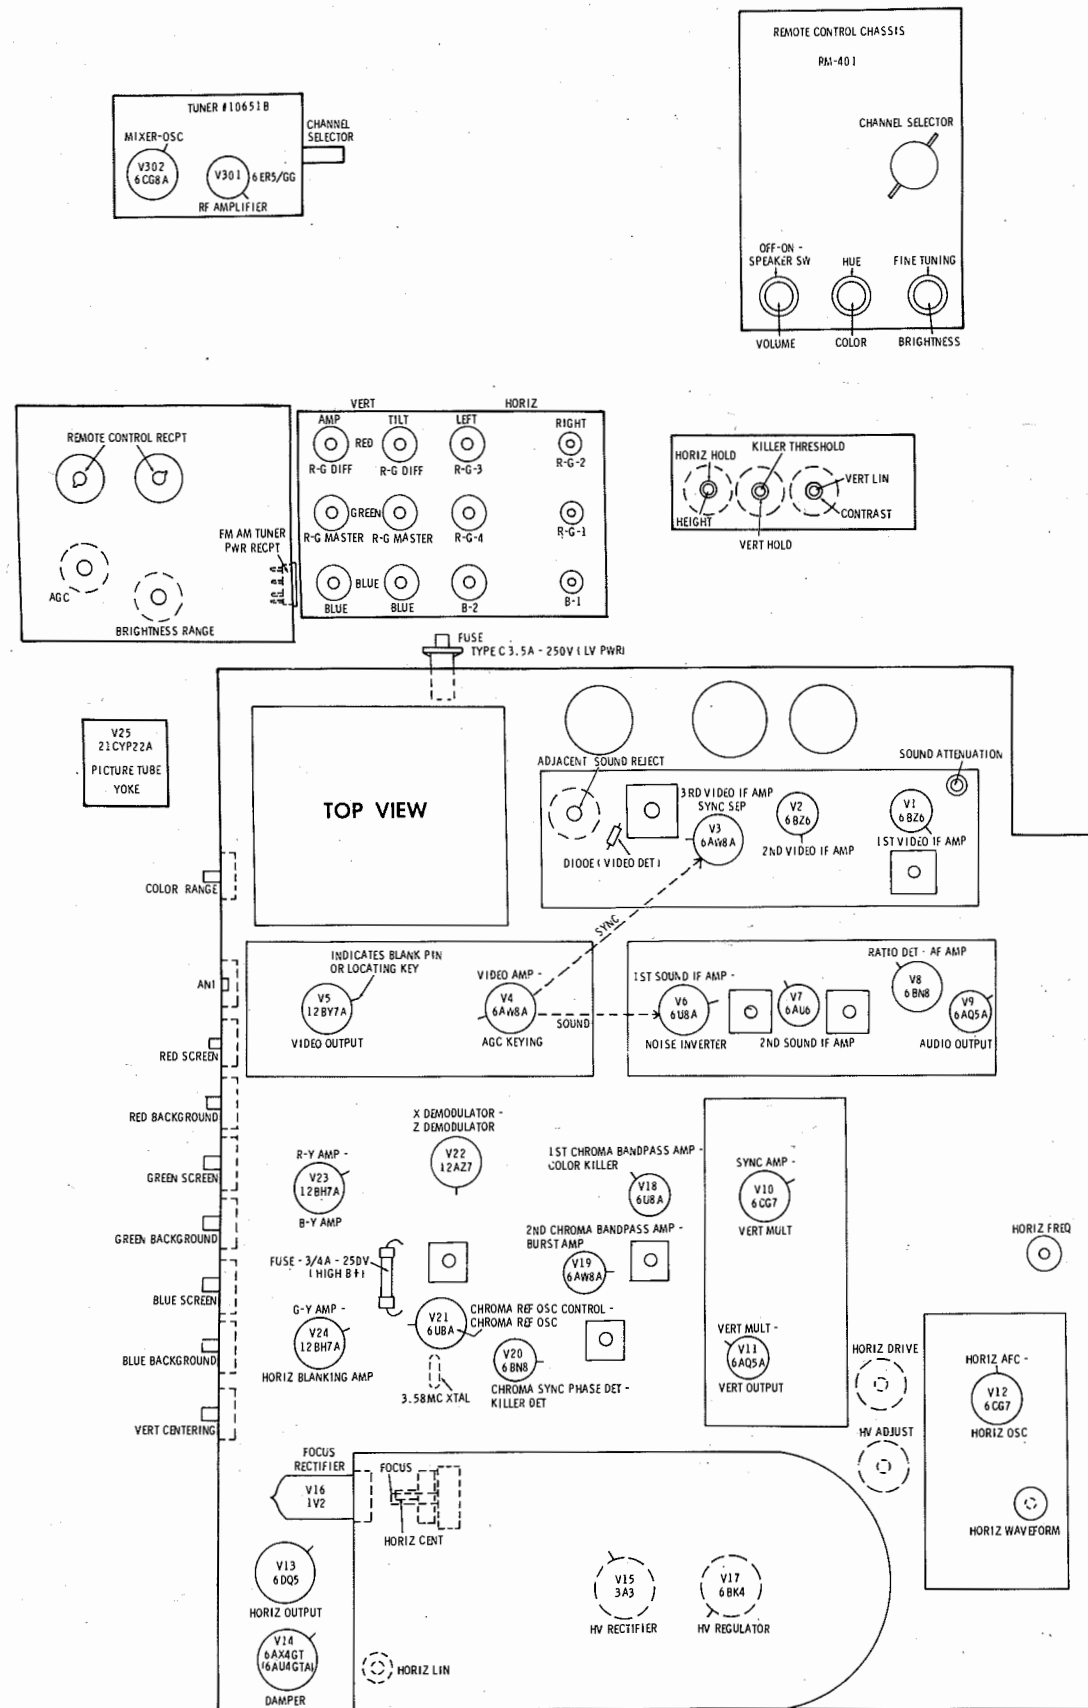 REMOTE CONTROL CHASSIS
RM-401
CHANNEL SELECTOR
OFF-ON -
SPEAKER SW
HUE
FINE TUNING
VOLUME
COLOR
BRIGHTNESS
TUNER #10651B
MIXER-OSC
V302
6CG8A
V301
6ER5/GG
RF AMPLIFIER
CHANNEL
SELECTOR
REMOTE CONTROL RECPT
FM AM TUNER
PWR RECPT
AGC
BRIGHTNESS RANGE
VERT
HORIZ
AMP
TILT
LEFT
RIGHT
RED
R-G DIFF
R-G DIFF
R-G-3
R-G-2
GREEN
R-G MASTER
R-G MASTER
R-G-4
R-G-1
BLUE
BLUE
BLUE
B-2
B-1
KILLER THRESHOLD
HORIZ HOLD
VERT LIN
CONTRAST
HEIGHT
VERT HOLD
FUSE
TYPE C 3.5A - 250V (LV PWR)
V25
21CYP22A
PICTURE TUBE
YOKE
TOP VIEW
ADJACENT SOUND REJECT
SOUND ATTENUATION
3RD VIDEO IF AMP
SYNC SEP
V3
6AW8A
V2
6BZ6
V1
6BZ6
DIODE (VIDEO DET)
2ND VIDEO IF AMP
1ST VIDEO IF AMP
COLOR RANGE
SYNC
INDICATES BLANK PIN
OR LOCATING KEY
VIDEO AMP -
V5
12BY7A
V4
6AW8A
VIDEO OUTPUT
AGC KEYING
SOUND
1ST SOUND IF AMP -
RATIO DET - AF AMP
V6
6U8A
V7
6AU6
V8
6BN8
V9
6AQ5A
NOISE INVERTER
2ND SOUND IF AMP
AUDIO OUTPUT
ANI
RED SCREEN
RED BACKGROUND
GREEN SCREEN
GREEN BACKGROUND
BLUE SCREEN
BLUE BACKGROUND
VERT CENTERING
X DEMODULATOR -
Z DEMODULATOR
V22
12AZ7
R-Y AMP -
V23
12BH7A
B-Y AMP
1ST CHROMA BANDPASS AMP -
COLOR KILLER
V18
6U8A
2ND CHROMA BANDPASS AMP -
BURST AMP
V19
6AW8A
SYNC AMP -
V10
6CG7
VERT MULT
HORIZ FREQ
FUSE - 3/4A - 250V
(HIGH B+)
G-Y AMP -
V24
12BH7A
HORIZ BLANKING AMP
V21
6U8A
CHROMA REF OSC CONTROL -
CHROMA REF OSC
3.58MC XTAL
V20
6BN8
CHROMA SYNC PHASE DET -
KILLER DET
VERT MULT -
V11
6AQ5A
VERT OUTPUT
HORIZ DRIVE
HV ADJUST
HORIZ AFC -
V12
6CG7
HORIZ OSC
HORIZ WAVEFORM
FOCUS
RECTIFIER
V16
1V2
FOCUS
HORIZ CENT
V13
6DQ5
HORIZ OUTPUT
V14
6AX4GT
(6AU4GTA)
DAMPER
HORIZ LIN
V15
3A3
HV RECTIFIER
V17
6BK4
HV REGULATOR